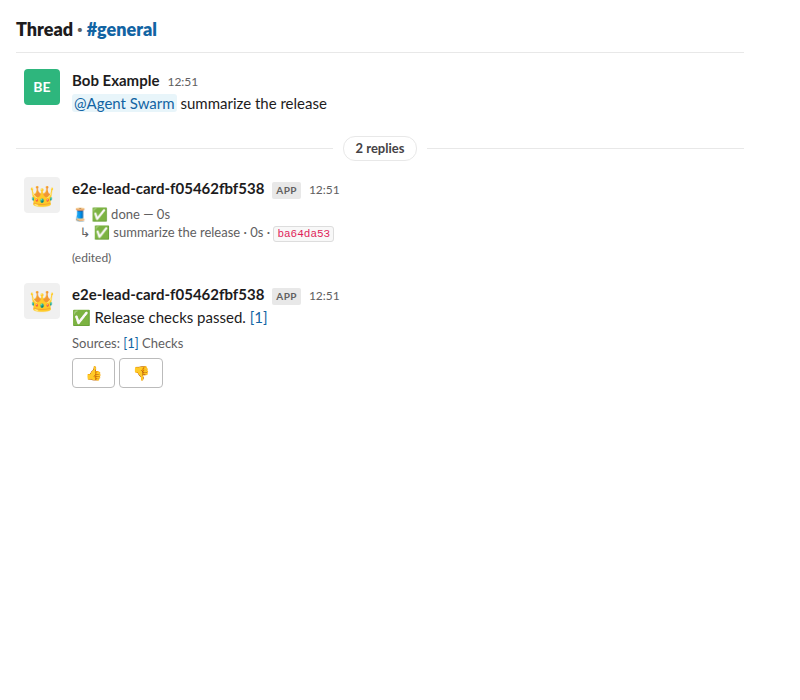 Thread • #general
BE
Bob Example 12:51
@Agent Swarm summarize the release
2 replies
e2e-lead-card-f05462fbf538 APP 12:51
🧵 ✅ done — 0s
↳ ✅ summarize the release · 0s · ba64da53
(edited)
e2e-lead-card-f05462fbf538 APP 12:51
✅ Release checks passed. [1]
Sources: [1] Checks
👍 👎